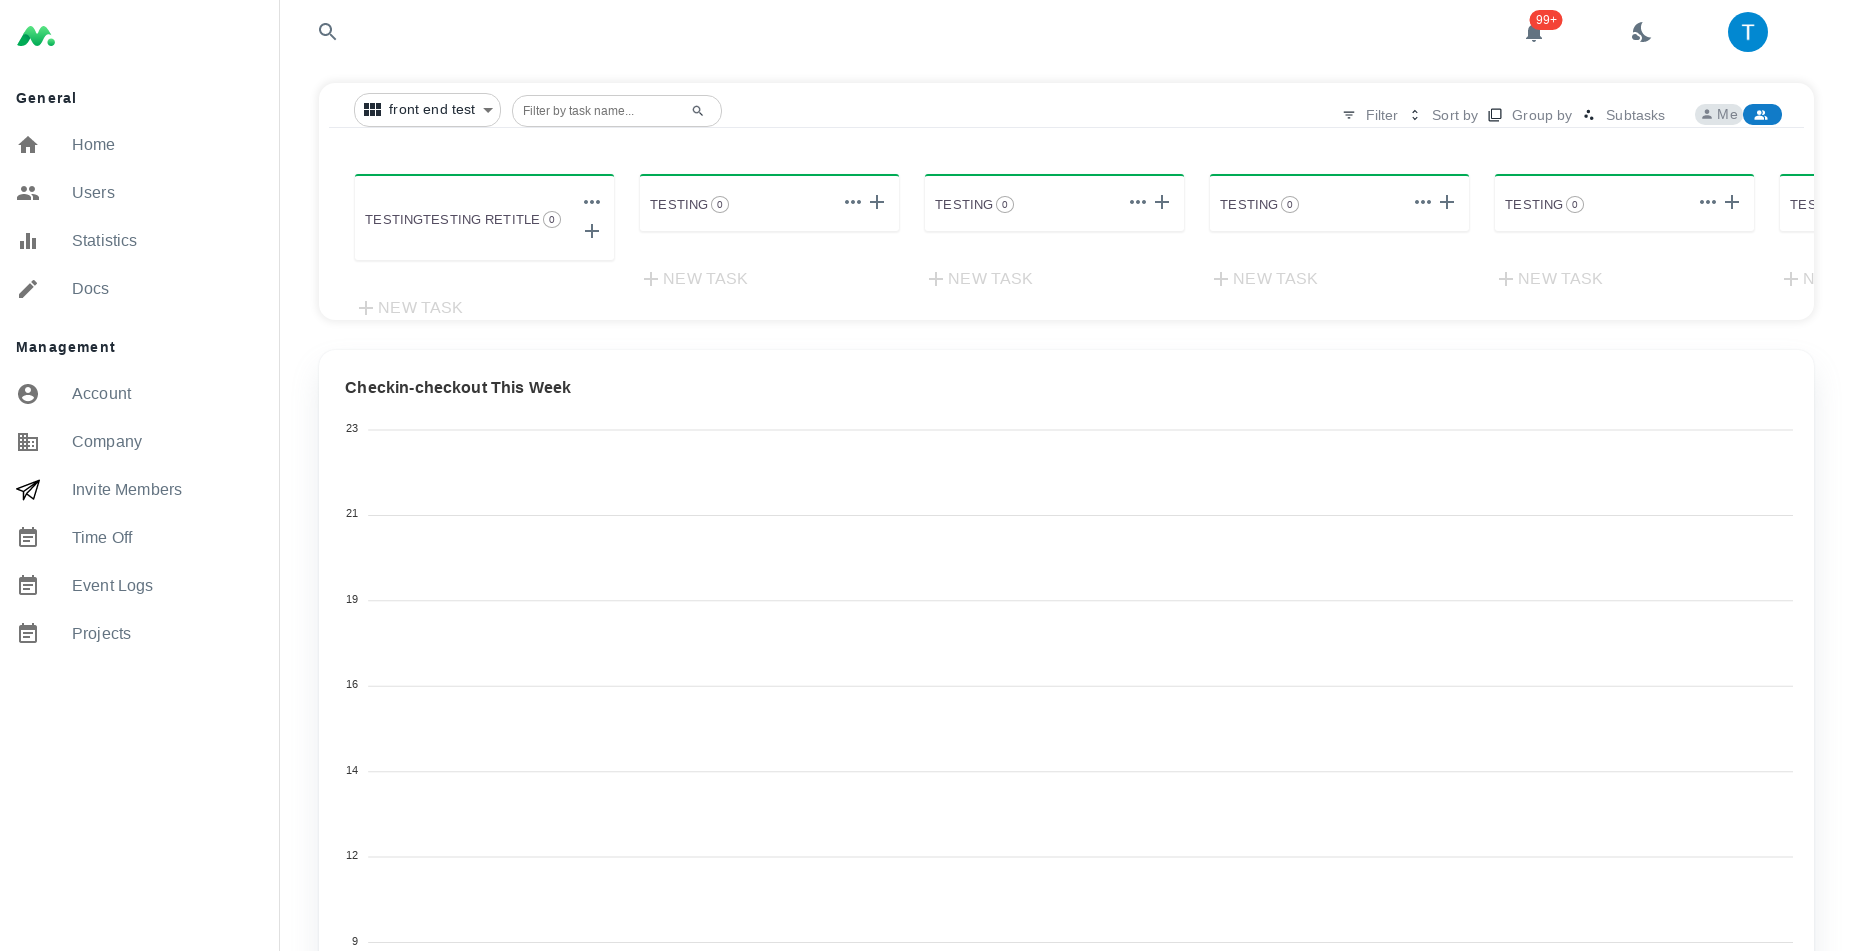 99+
T
General
Home
Users
Statistics
Docs
Management
Account
Company
Invite Members
Time Off
Event Logs
Projects
front end test
Filter by task name...
Filter
Sort by
Group by
Subtasks
Me
TESTINGTESTING RETITLE 0
TESTING 0
TESTING 0
TESTING 0
TESTING 0
TES
NEW TASK
NEW TASK
NEW TASK
NEW TASK
NEW TASK
N
Checkin-checkout This Week
23
21
19
16
14
12
9